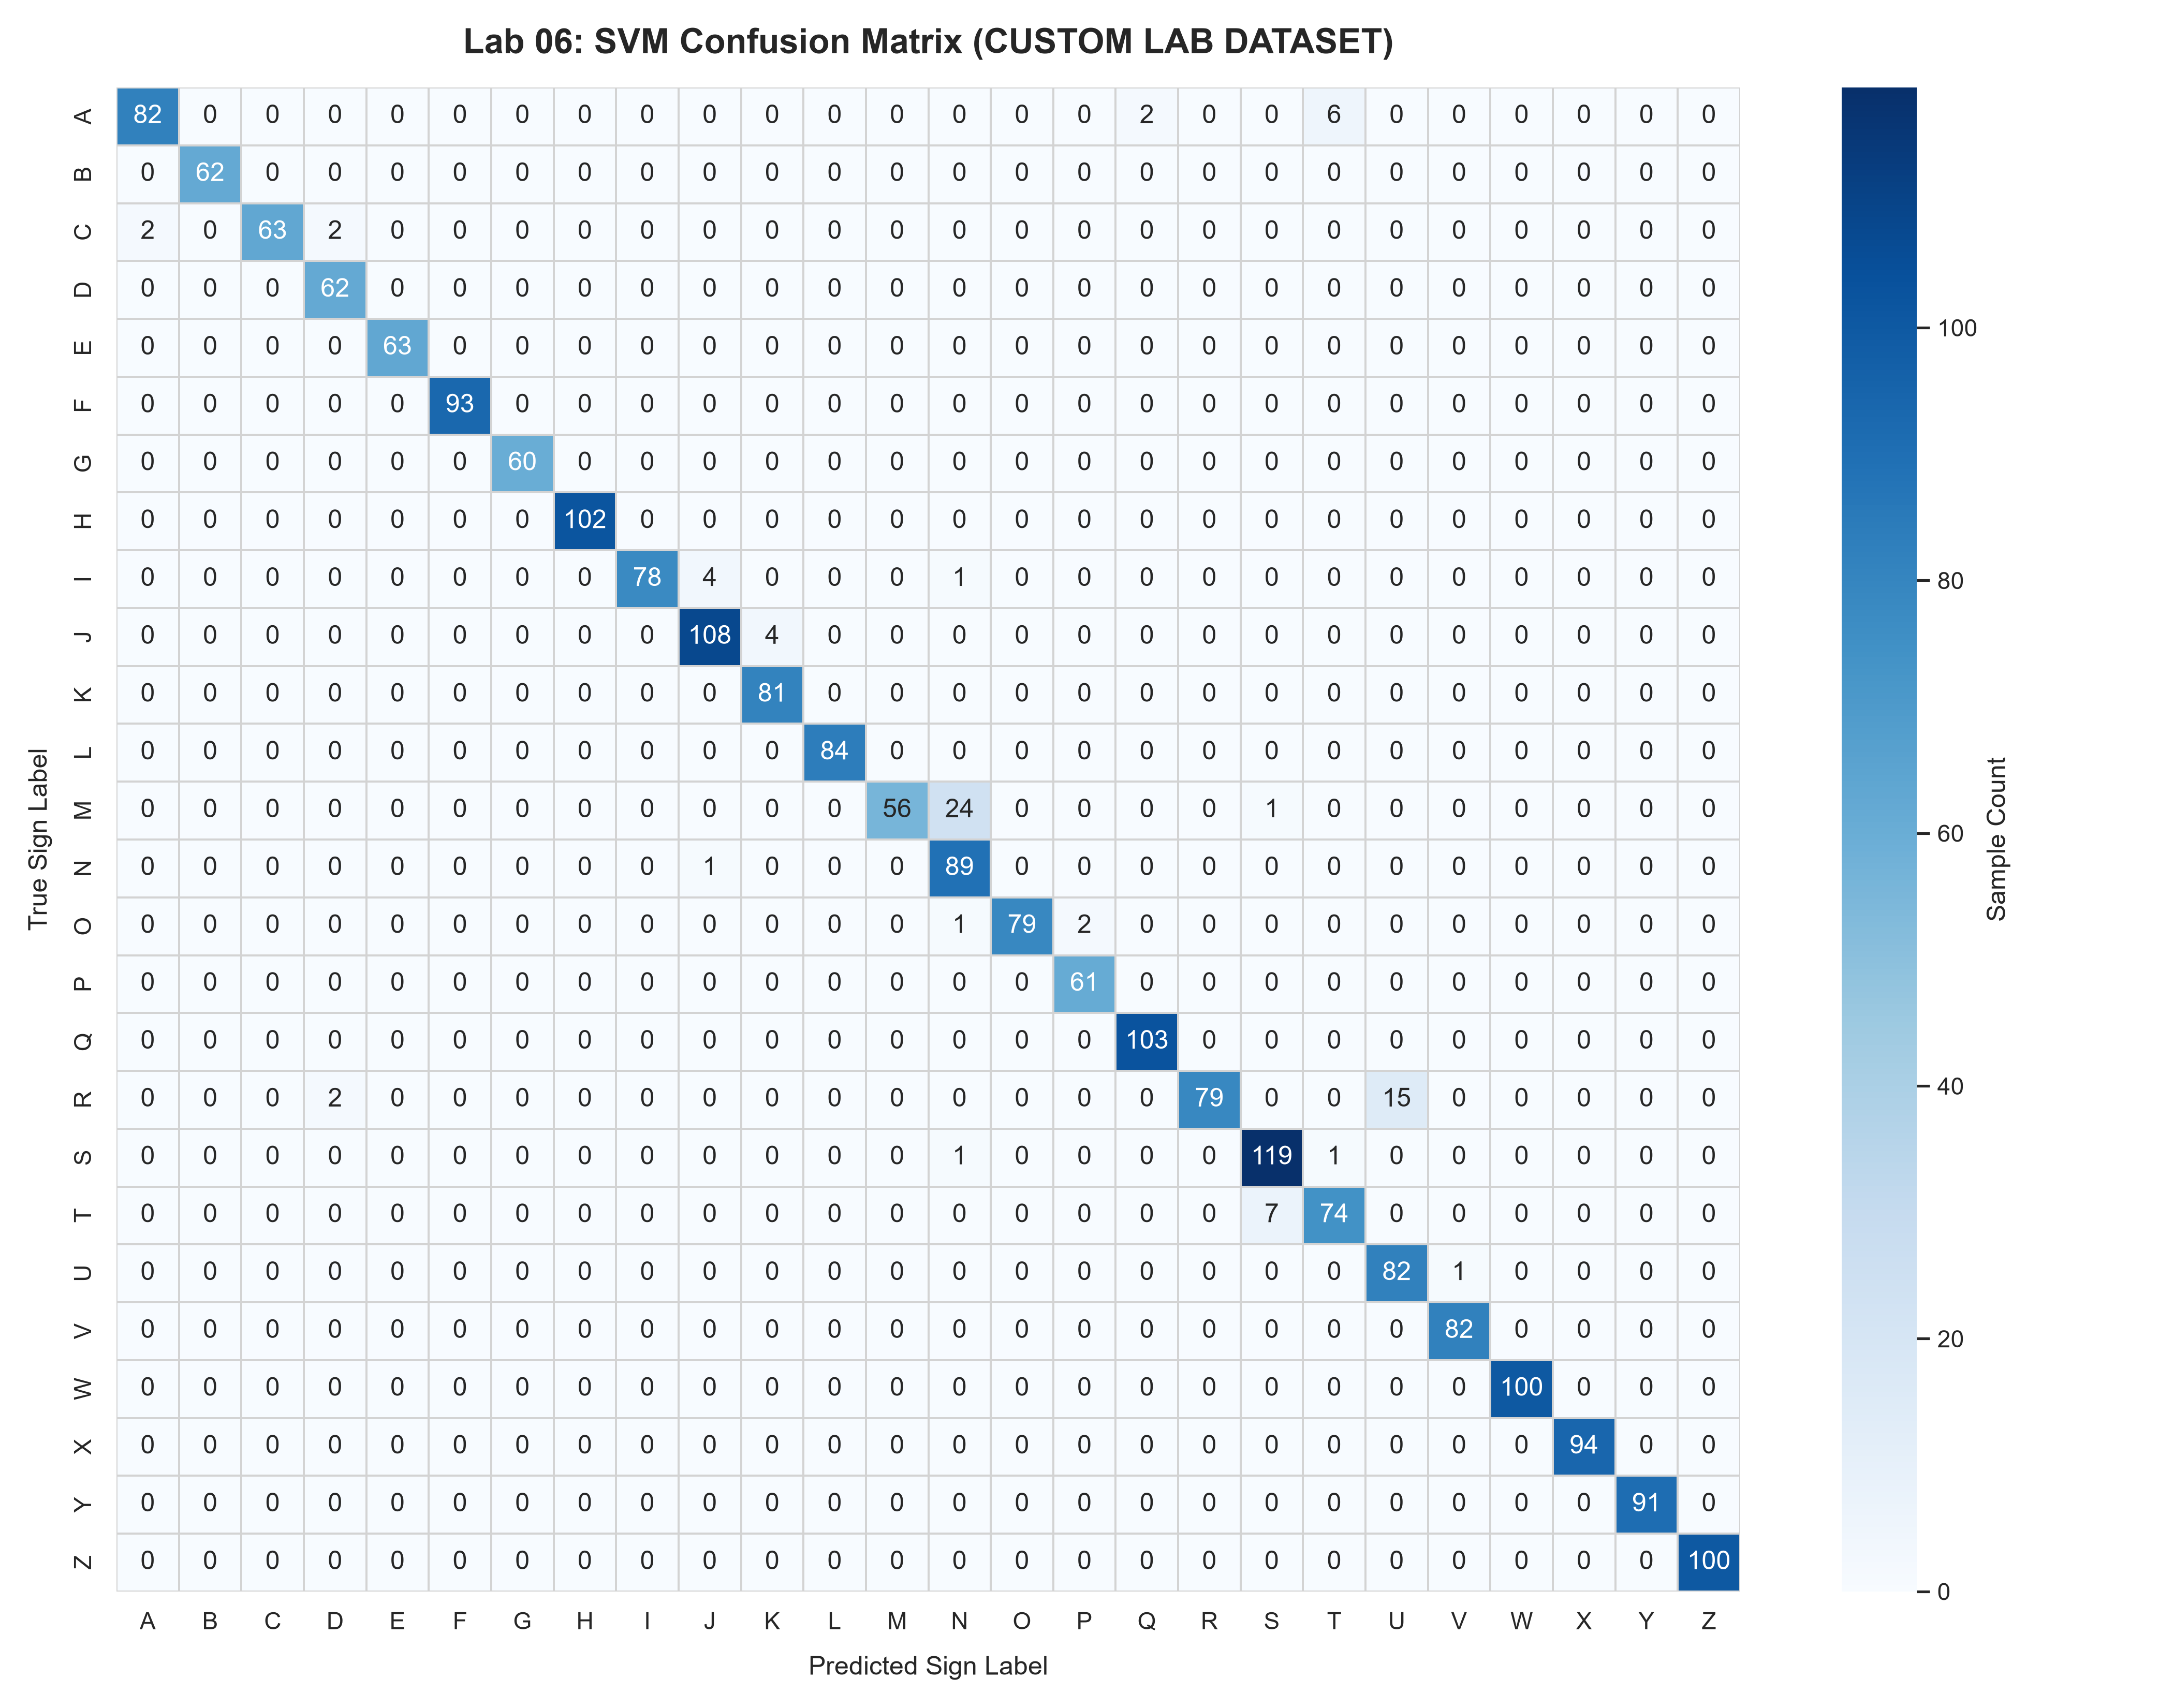 Lab 06: SVM Confusion Matrix (CUSTOM LAB DATASET)
True Sign Label
A 82 0 0 0 0 0 0 0 0 0 0 0 0 0 0 0 2 0 0 6 0 0 0 0 0 0
B 0 62 0 0 0 0 0 0 0 0 0 0 0 0 0 0 0 0 0 0 0 0 0 0 0 0
C 2 0 63 2 0 0 0 0 0 0 0 0 0 0 0 0 0 0 0 0 0 0 0 0 0 0
D 0 0 0 62 0 0 0 0 0 0 0 0 0 0 0 0 0 0 0 0 0 0 0 0 0 0
E 0 0 0 0 63 0 0 0 0 0 0 0 0 0 0 0 0 0 0 0 0 0 0 0 0 0
F 0 0 0 0 0 93 0 0 0 0 0 0 0 0 0 0 0 0 0 0 0 0 0 0 0 0
G 0 0 0 0 0 0 60 0 0 0 0 0 0 0 0 0 0 0 0 0 0 0 0 0 0 0
H 0 0 0 0 0 0 0 102 0 0 0 0 0 0 0 0 0 0 0 0 0 0 0 0 0 0
I 0 0 0 0 0 0 0 0 78 4 0 0 0 1 0 0 0 0 0 0 0 0 0 0 0 0
J 0 0 0 0 0 0 0 0 0 108 4 0 0 0 0 0 0 0 0 0 0 0 0 0 0 0
K 0 0 0 0 0 0 0 0 0 0 81 0 0 0 0 0 0 0 0 0 0 0 0 0 0 0
L 0 0 0 0 0 0 0 0 0 0 0 84 0 0 0 0 0 0 0 0 0 0 0 0 0 0
M 0 0 0 0 0 0 0 0 0 0 0 0 56 24 0 0 0 0 1 0 0 0 0 0 0 0
N 0 0 0 0 0 0 0 0 0 1 0 0 0 89 0 0 0 0 0 0 0 0 0 0 0 0
O 0 0 0 0 0 0 0 0 0 0 0 0 0 1 79 2 0 0 0 0 0 0 0 0 0 0
P 0 0 0 0 0 0 0 0 0 0 0 0 0 0 0 61 0 0 0 0 0 0 0 0 0 0
Q 0 0 0 0 0 0 0 0 0 0 0 0 0 0 0 0 103 0 0 0 0 0 0 0 0 0
R 0 0 0 2 0 0 0 0 0 0 0 0 0 0 0 0 0 79 0 0 15 0 0 0 0 0
S 0 0 0 0 0 0 0 0 0 0 0 0 0 1 0 0 0 0 119 1 0 0 0 0 0 0
T 0 0 0 0 0 0 0 0 0 0 0 0 0 0 0 0 0 0 7 74 0 0 0 0 0 0
U 0 0 0 0 0 0 0 0 0 0 0 0 0 0 0 0 0 0 0 0 82 1 0 0 0 0
V 0 0 0 0 0 0 0 0 0 0 0 0 0 0 0 0 0 0 0 0 0 82 0 0 0 0
W 0 0 0 0 0 0 0 0 0 0 0 0 0 0 0 0 0 0 0 0 0 0 100 0 0 0
X 0 0 0 0 0 0 0 0 0 0 0 0 0 0 0 0 0 0 0 0 0 0 0 94 0 0
Y 0 0 0 0 0 0 0 0 0 0 0 0 0 0 0 0 0 0 0 0 0 0 0 0 91 0
Z 0 0 0 0 0 0 0 0 0 0 0 0 0 0 0 0 0 0 0 0 0 0 0 0 0 100
A B C D E F G H I J K L M N O P Q R S T U V W X Y Z
Predicted Sign Label
100
80
60
40
20
0
Sample Count